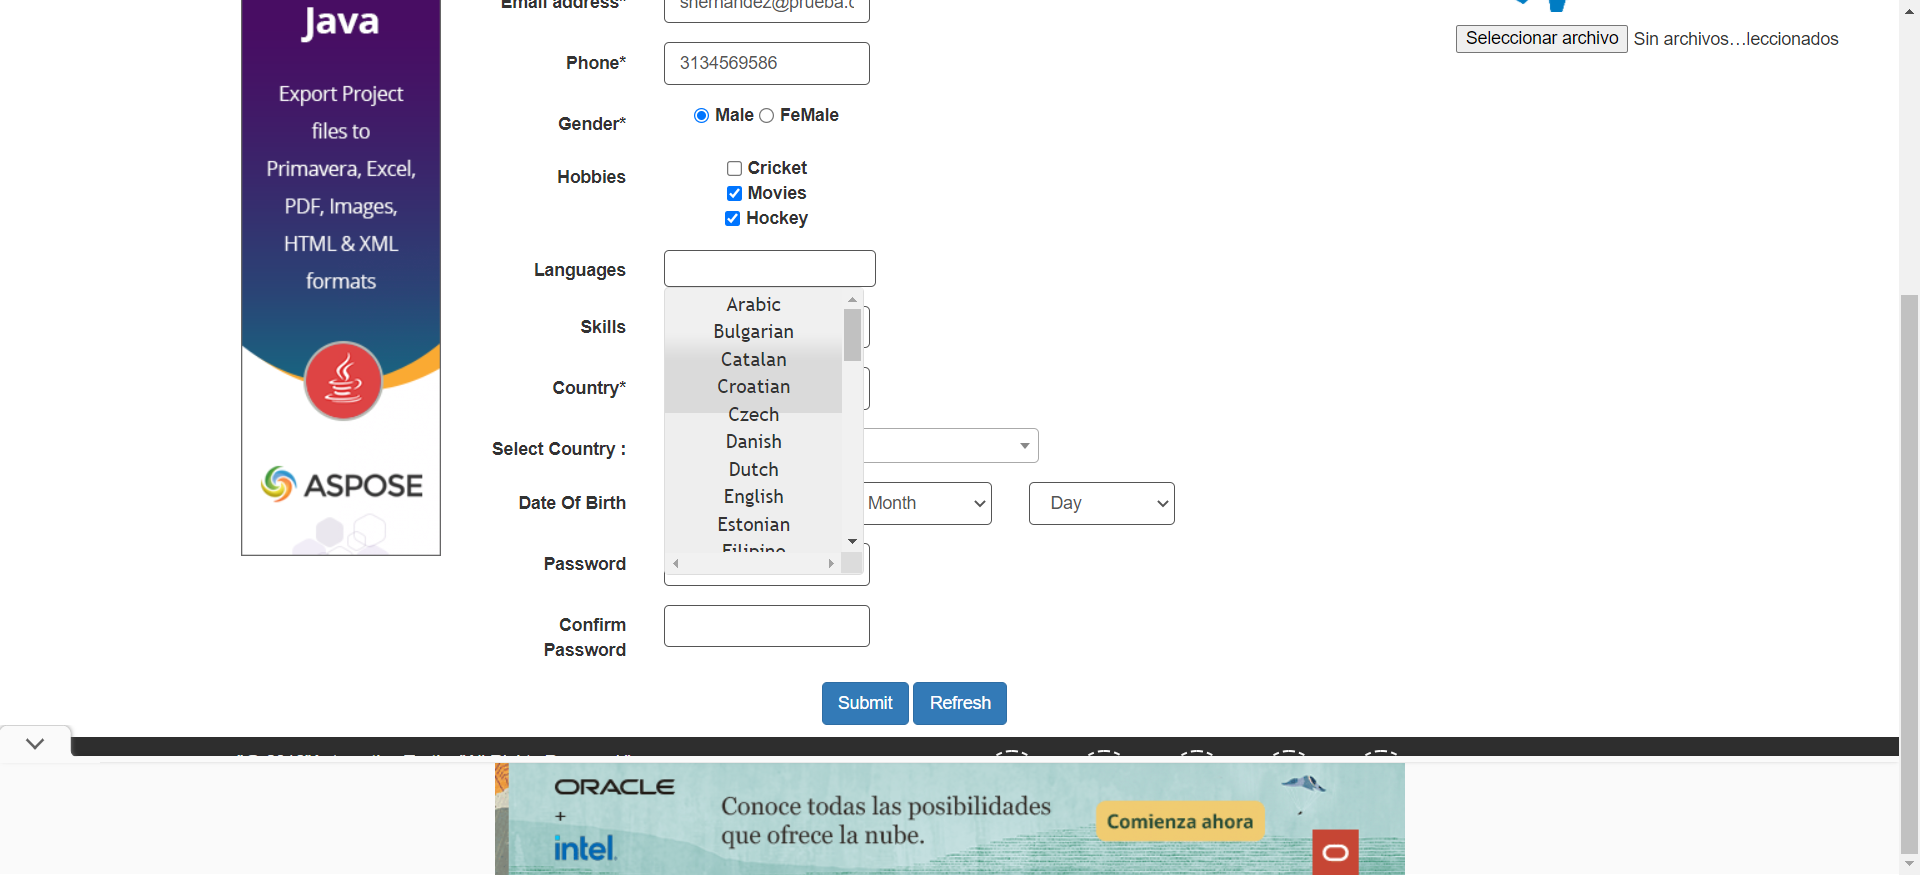 Java
Export Project
files to
Primavera, Excel,
PDF, Images,
HTML & XML
formats
ASPOSE
Email address*
shernandez@prueba.c
Phone*
3134569586
Gender*
Male
FeMale
Hobbies
Cricket
Movies
Hockey
Languages
Arabic
Bulgarian
Catalan
Croatian
Czech
Danish
Dutch
English
Estonian
Filipino
Skills
Country*
Select Country :
Date Of Birth
Month
Day
Password
Confirm
Password
Submit
Refresh
Seleccionar archivo
Sin archivos…leccionados
ORACLE
+
intel.
Conoce todas las posibilidades
que ofrece la nube.
Comienza ahora